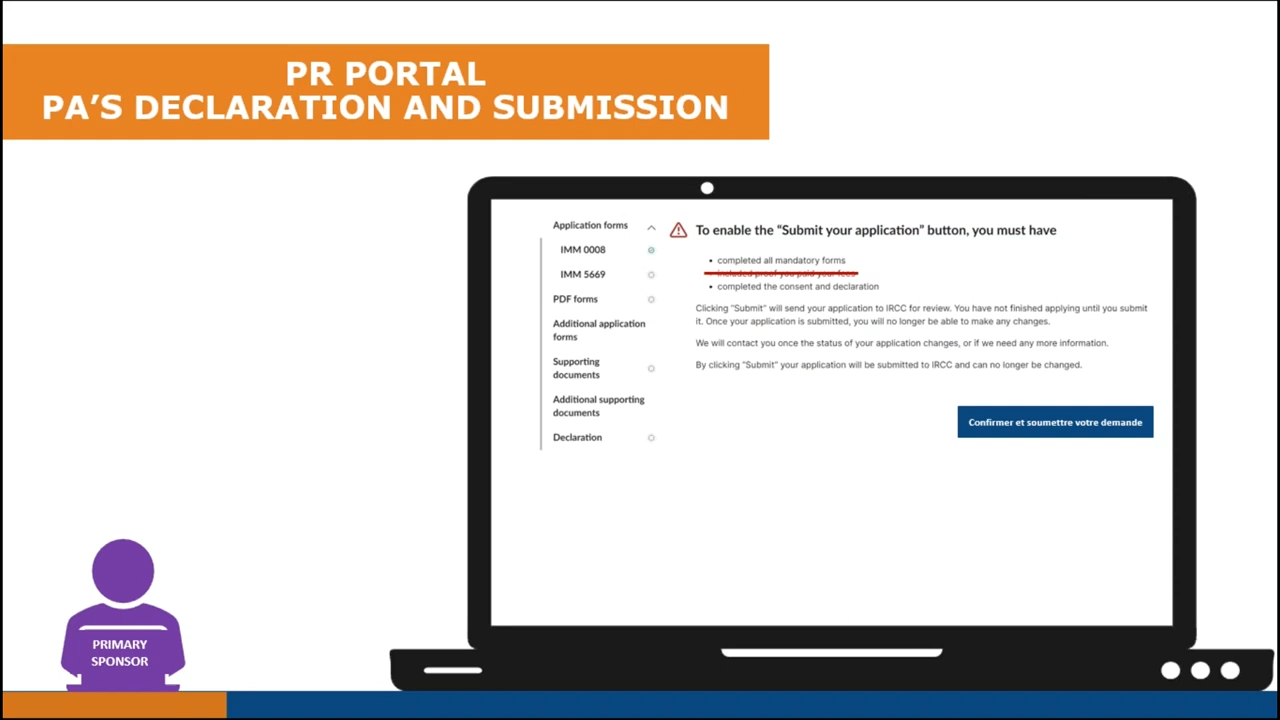 PR PORTAL
PA'S DECLARATION AND SUBMISSION
Application forms
IMM 0008
IMM 5669
PDF forms
Additional application
forms
Supporting
documents
Additional supporting
documents
Declaration
To enable the “Submit your application” button, you must have
• completed all mandatory forms
• included proof you paid your fees
• completed the consent and declaration
Clicking “Submit” will send your application to IRCC for review. You have not finished applying until you submit
it. Once your application is submitted, you will no longer be able to make any changes.
We will contact you once the status of your application changes, or if we need any more information.
By clicking “Submit” your application will be submitted to IRCC and can no longer be changed.
Confirmer et soumettre votre demande
PRIMARY
SPONSOR